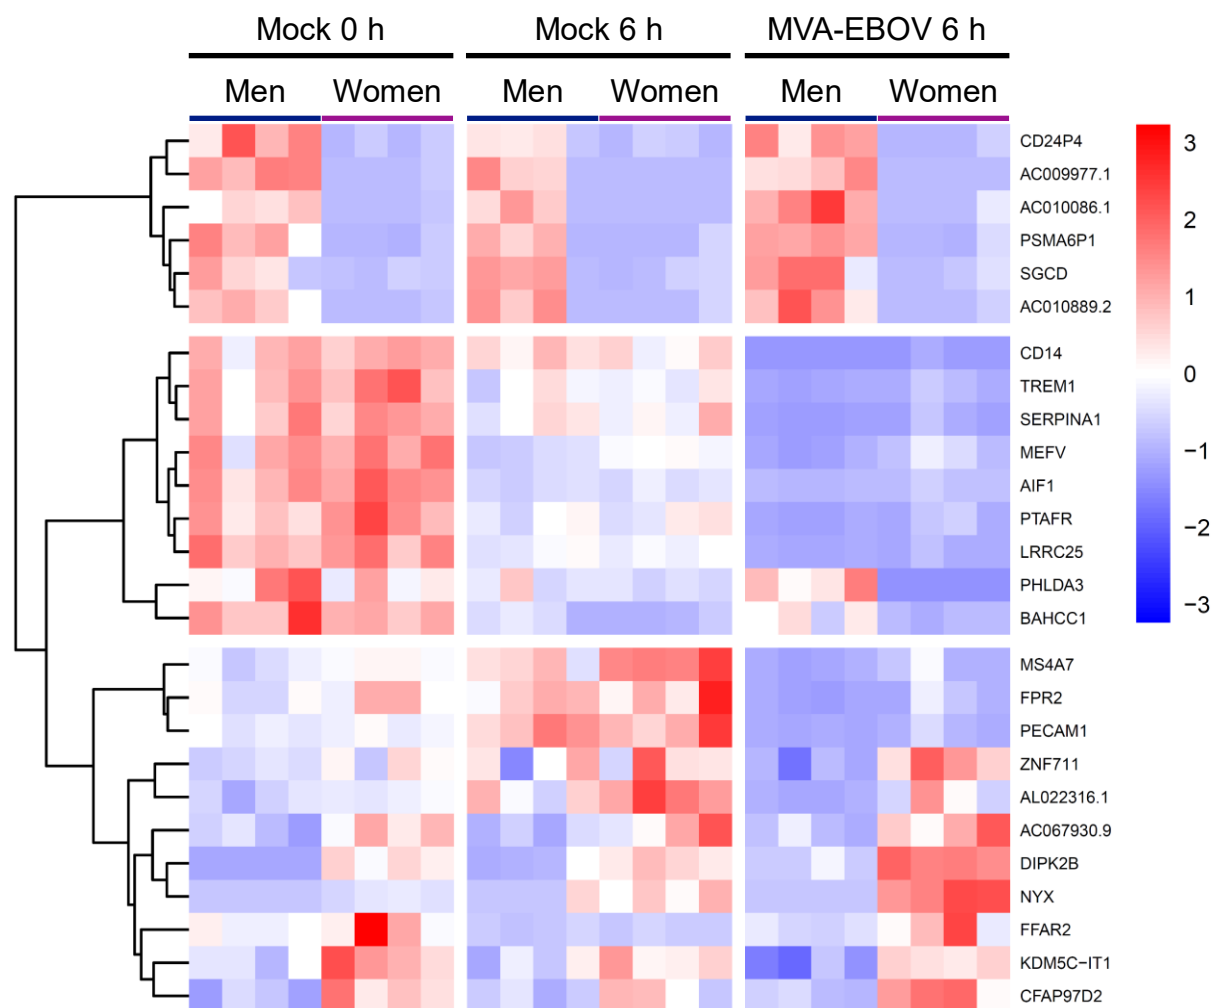 Mock 0 h Mock 6 h MVA-EBOV 6 h
Men Women Men Women Men Women
CD24P4
AC009977.1
AC010086.1
PSMA6P1
SGCD
AC010889.2
CD14
TREM1
SERPINA1
MEFV
AIF1
PTAFR
LRRC25
PHLDA3
BAHCC1
MS4A7
FPR2
PECAM1
ZNF711
AL022316.1
AC067930.9
DIPK2B
NYX
FFAR2
KDM5C−IT1
CFAP97D2
3
2
1
0
−1
−2
−3